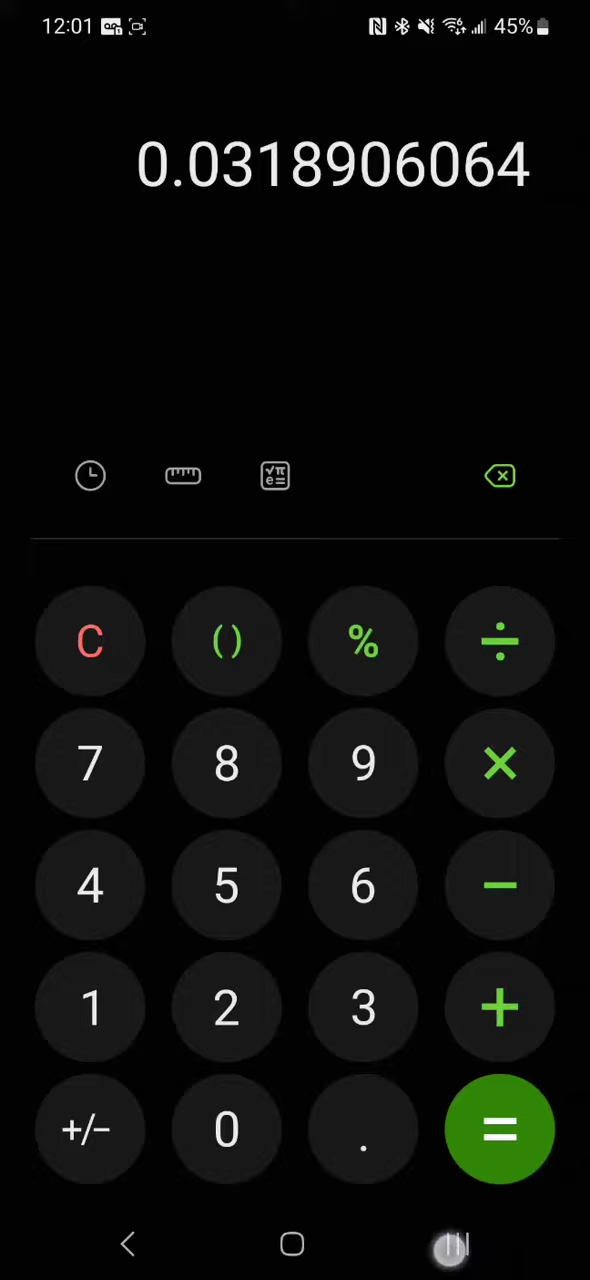 12:01 45%
0.0318906064
C ( ) % ÷
7 8 9 ×
4 5 6 −
1 2 3 +
+/− 0 . =